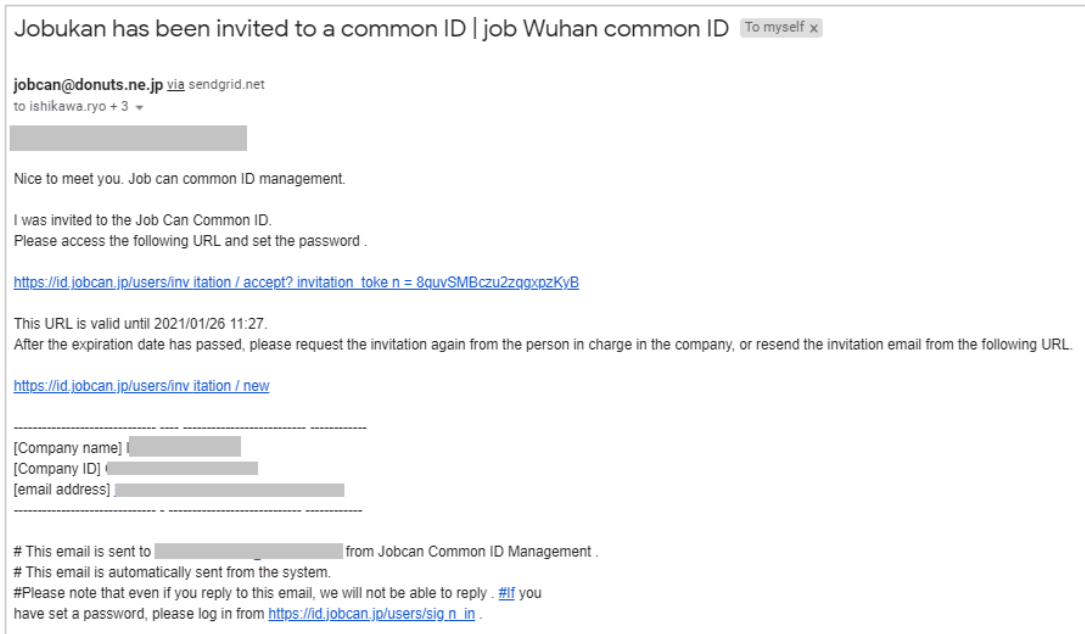 Jobukan has been invited to a common ID | job Wuhan common ID To myself x
jobcan@donuts.ne.jp via sendgrid.net
to ishikawa.ryo + 3
Nice to meet you. Job can common ID management.
I was invited to the Job Can Common ID.
Please access the following URL and set the password .
https://id.jobcan.jp/users/inv itation / accept? invitation_toke n = 8quvSMBczu2zqgxpzKyB
This URL is valid until 2021/01/26 11:27.
After the expiration date has passed, please request the invitation again from the person in charge in the company, or resend the invitation email from the following URL.
https://id.jobcan.jp/users/inv itation / new
------------------------------ ---- -------------------------- ------------
[Company name]
[Company ID]
[email address]
------------------------------ - ---------------------------- ------------
# This email is sent to from Jobcan Common ID Management .
# This email is automatically sent from the system.
#Please note that even if you reply to this email, we will not be able to reply . #If you
have set a password, please log in from https://id.jobcan.jp/users/sig n_in .